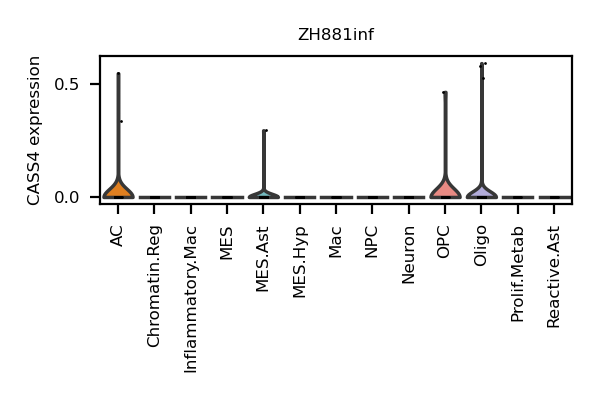 ZH881inf
CASS4 expression
0.5
0.0
AC
Chromatin.Reg
Inflammatory.Mac
MES
MES.Ast
MES.Hyp
Mac
NPC
Neuron
OPC
Oligo
Prolif.Metab
Reactive.Ast